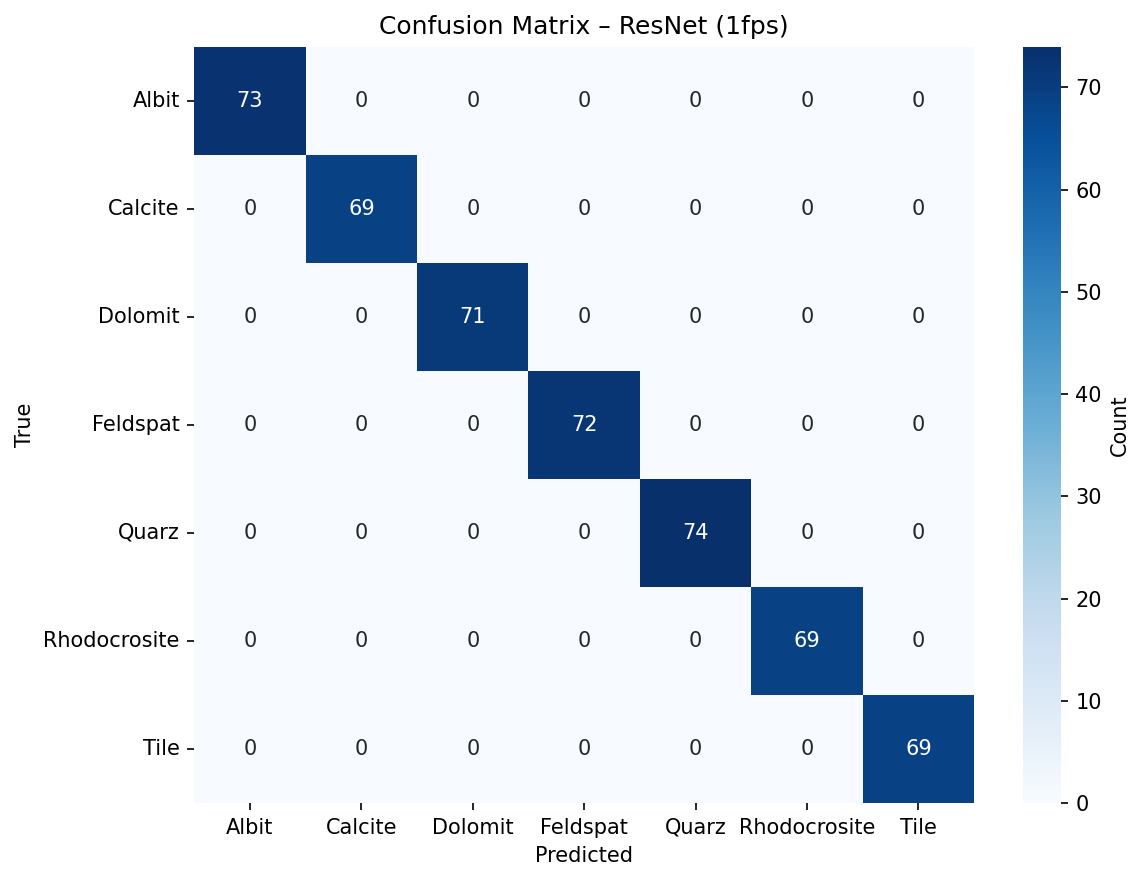 Confusion Matrix – ResNet (1fps)
Albit 73 0 0 0 0 0 0
Calcite 0 69 0 0 0 0 0
Dolomit 0 0 71 0 0 0 0
Feldspat 0 0 0 72 0 0 0
Quarz 0 0 0 0 74 0 0
Rhodocrosite 0 0 0 0 0 69 0
Tile 0 0 0 0 0 0 69
Albit Calcite Dolomit Feldspat Quarz Rhodocrosite Tile
Predicted
True
70
60
50
40
30
20
10
0
Count